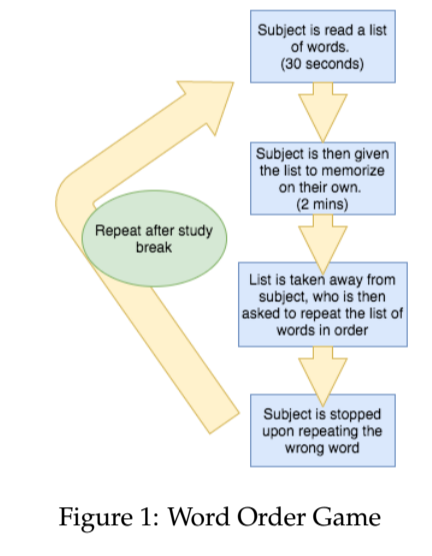 Subject is read a list
of words.
(30 seconds)
Subject is then given
the list to memorize
on their own.
(2 mins)
Repeat after study
break
List is taken away from
subject, who is then
asked to repeat the list of
words in order
Subject is stopped
upon repeating the
wrong word
Figure 1: Word Order Game